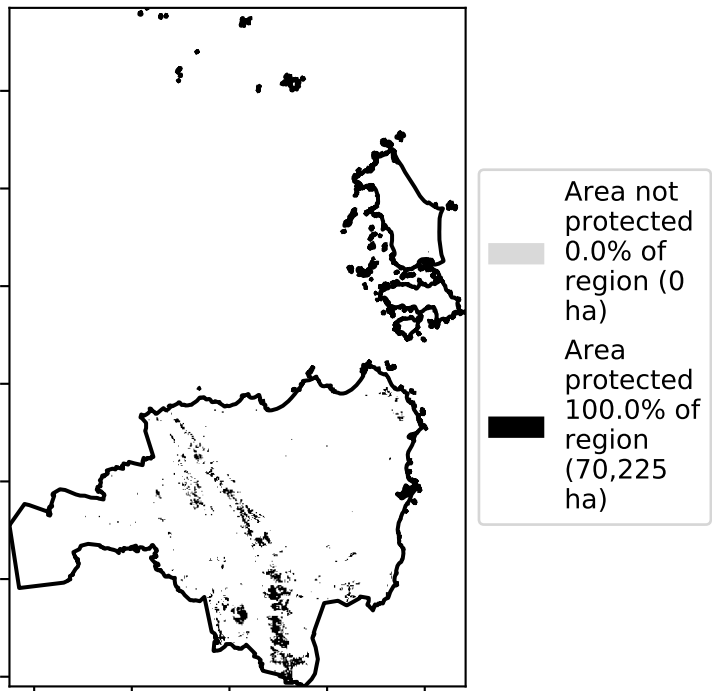 Area not
protected
0.0% of
region (0
ha)
Area
protected
100.0% of
region
(70,225
ha)